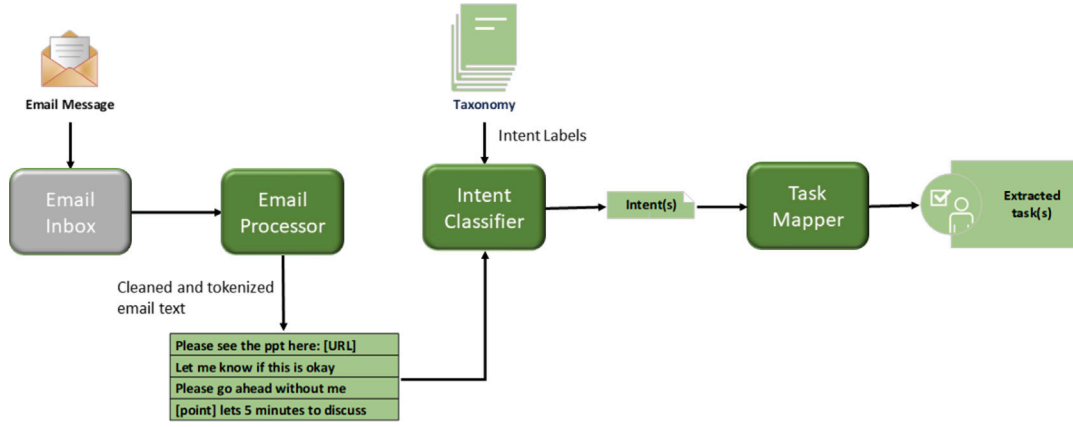 Email Message
Taxonomy
Intent Labels
Email
Inbox
Email
Processor
Intent
Classifier
Intent(s)
Task
Mapper
Extracted
task(s)
Cleaned and tokenized
email text
Please see the ppt here: [URL]
Let me know if this is okay
Please go ahead without me
[point] lets 5 minutes to discuss